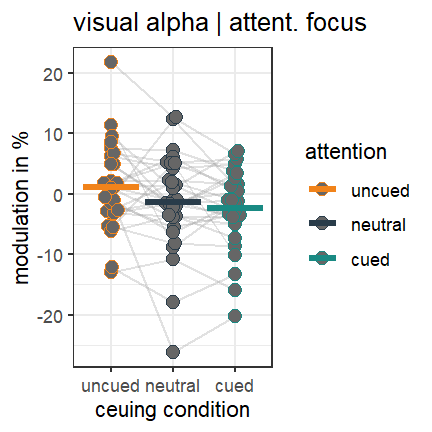 visual alpha | attent. focus
modulation in %
20
10
0
-10
-20
uncued neutral cued
ceuing condition
attention
uncued
neutral
cued